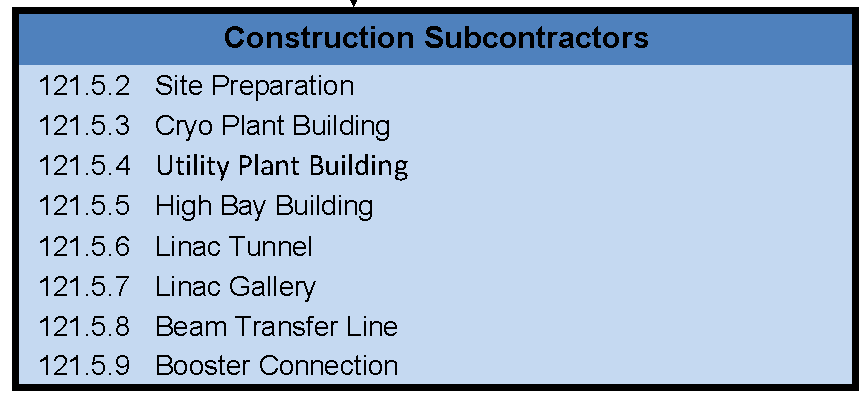 Construction Subcontractors
121.5.2 Site Preparation
121.5.3 Cryo Plant Building
121.5.4 Utility Plant Building
121.5.5 High Bay Building
121.5.6 Linac Tunnel
121.5.7 Linac Gallery
121.5.8 Beam Transfer Line
121.5.9 Booster Connection